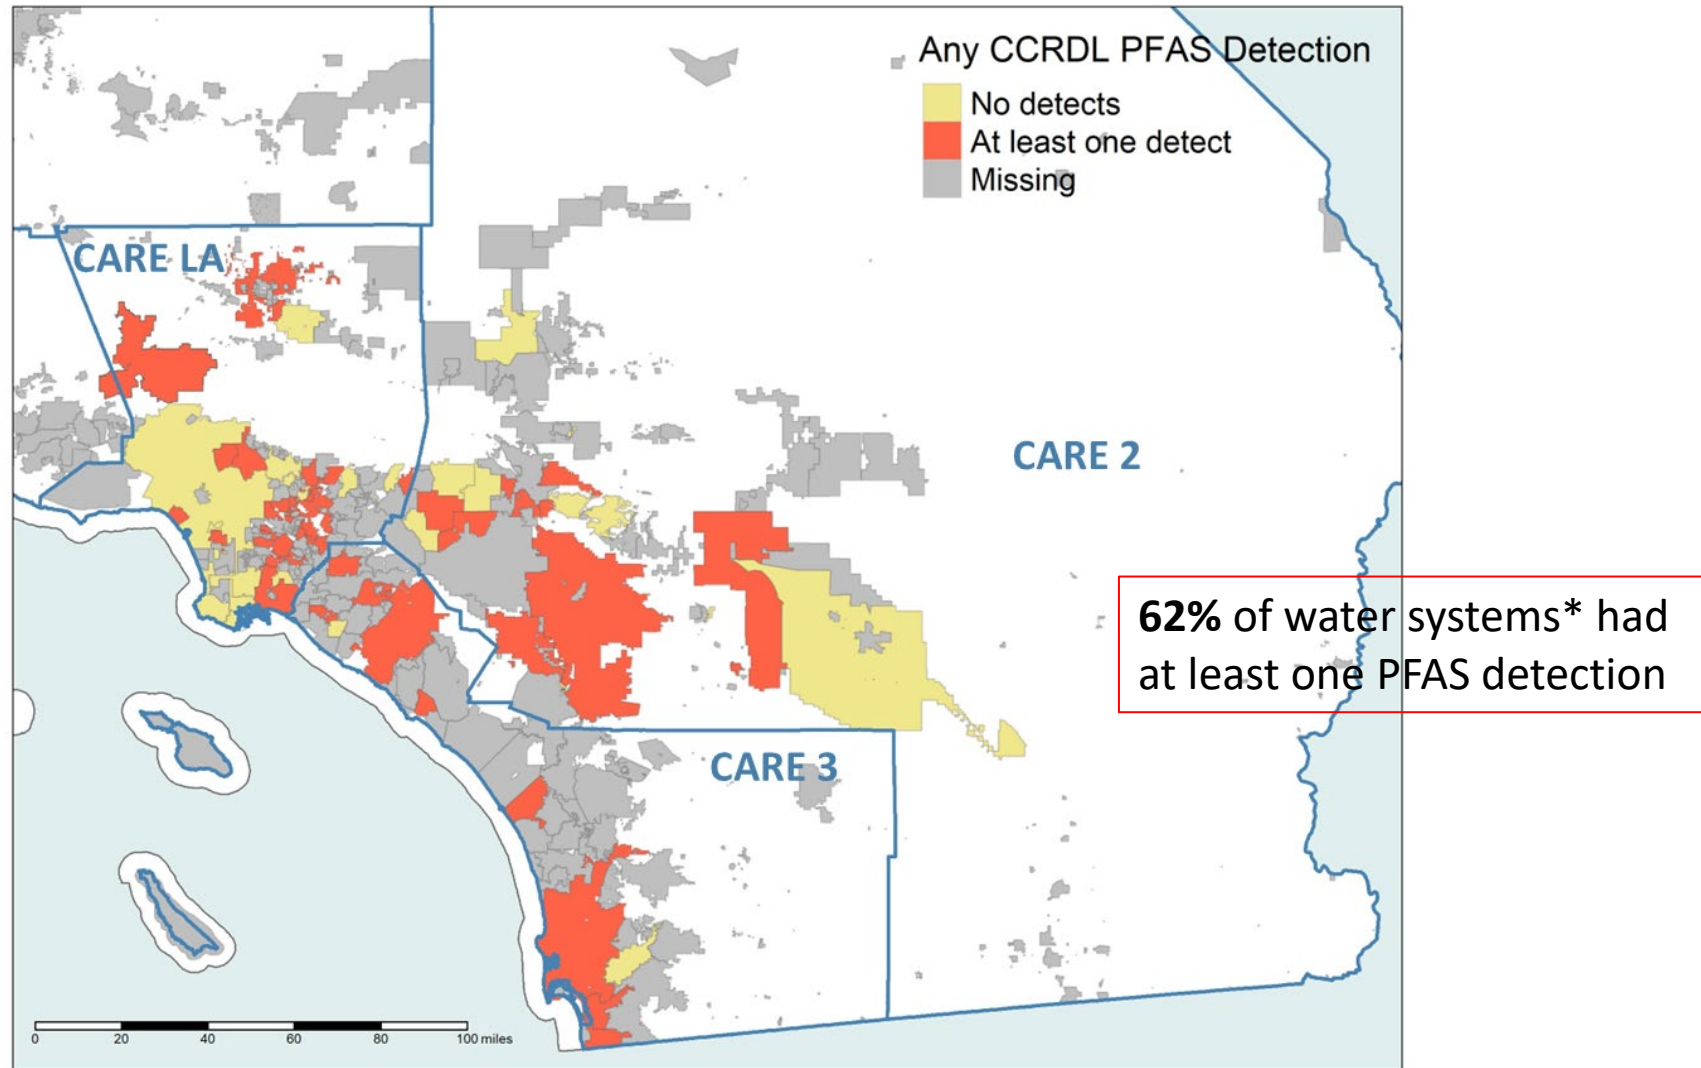 Any CCRDL PFAS Detection
No detects
At least one detect
Missing
CARE LA
CARE 2
62% of water systems* had
at least one PFAS detection
CARE 3
0 20 40 60 80 100 miles